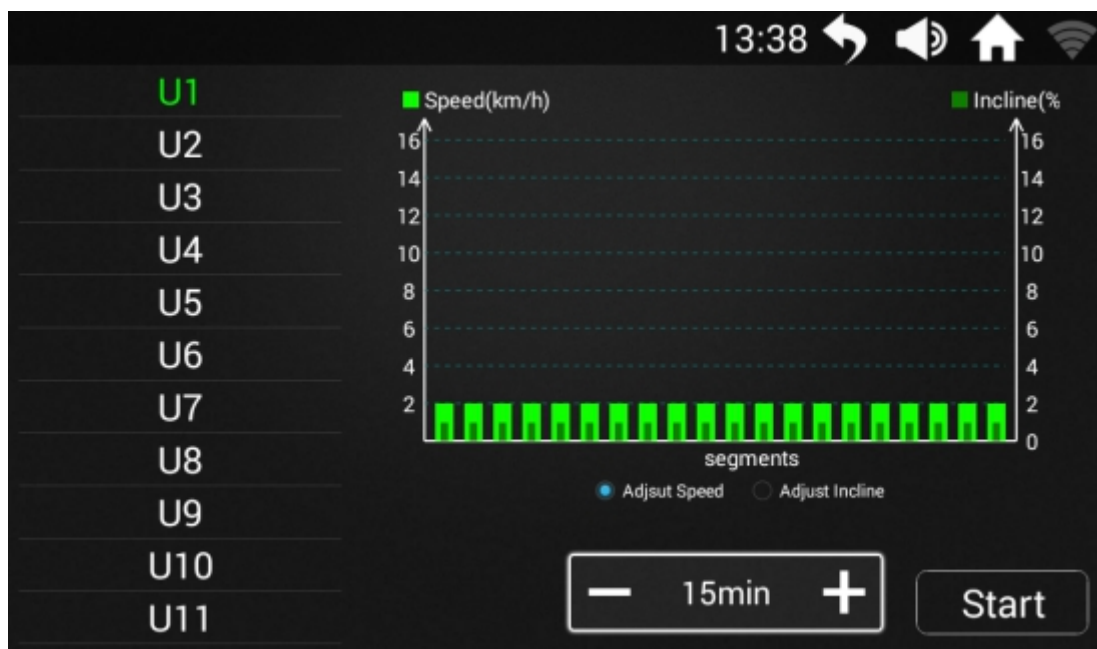 13:38
U1
U2
U3
U4
U5
U6
U7
U8
U9
U10
U11
Speed(km/h)
Incline(%
16
14
12
10
8
6
4
2
16
14
12
10
8
6
4
2
0
segments
Adjsut Speed
Adjust Incline
15min
Start